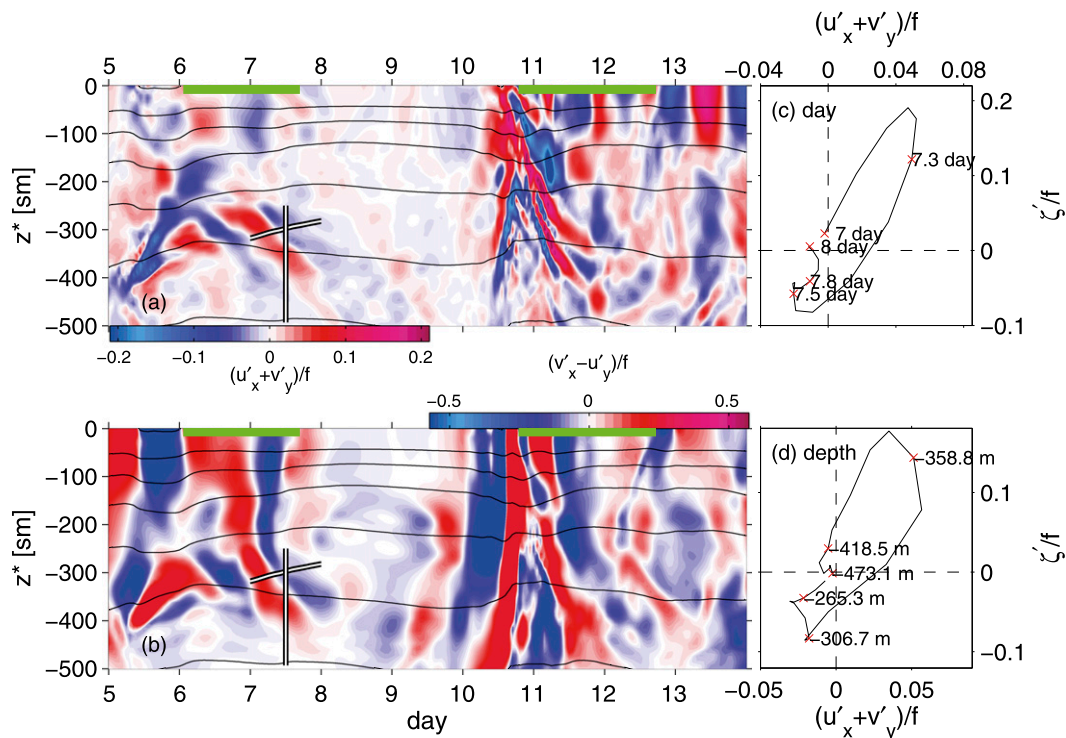 (u′x+v′y)/f
5 6 7 8 9 10 11 12 13
−0.04 0 0.04 0.08
0
−100
−200
−300
−400
−500
z* [sm]
(a)
(c) day
7.3 day
7 day
8 day
7.8 day
7.5 day
0.2
0.1
0
−0.1
ζ′/f
−0.2 −0.1 0 0.1 0.2
(u′x+v′y)/f
(v′x−u′y)/f
−0.5 0 0.5
0
−100
−200
−300
−400
−500
z* [sm]
(b)
5 6 7 8 9 10 11 12 13
day
(d) depth
−358.8 m
−418.5 m
−473.1 m
−265.3 m
−306.7 m
0.1
0
−0.1
ζ′/f
−0.05 0 0.05
(u′x+v′y)/f